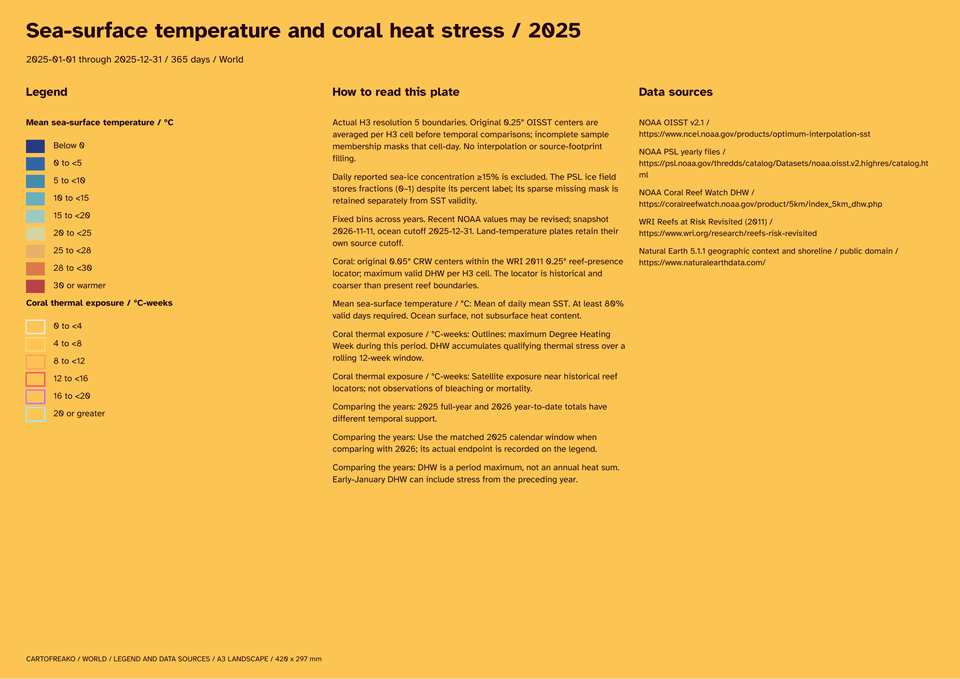 Sea-surface temperature and coral heat stress / 2025
2025-01-01 through 2025-12-31 / 365 days / World
Legend
Mean sea-surface temperature / °C
Below 0
0 to <5
5 to <10
10 to <15
15 to <20
20 to <25
25 to <28
28 to <30
30 or warmer
Coral thermal exposure / °C-weeks
0 to <4
4 to <8
8 to <12
12 to <16
16 to <20
20 or greater
How to read this plate
Actual H3 resolution 5 boundaries. Original 0.25° OISST centers are
averaged per H3 cell before temporal comparisons; incomplete sample
membership masks that cell-day. No interpolation or source-footprint
filling.
Daily reported sea-ice concentration ≥15% is excluded. The PSL ice field
stores fractions (0–1) despite its percent label; its sparse missing mask is
retained separately from SST validity.
Fixed bins across years. Recent NOAA values may be revised; snapshot
2026-11-11, ocean cutoff 2025-12-31. Land-temperature plates retain their
own source cutoff.
Coral: original 0.05° CRW centers within the WRI 2011 0.25° reef-presence
locator; maximum valid DHW per H3 cell. The locator is historical and
coarser than present reef boundaries.
Mean sea-surface temperature / °C: Mean of daily mean SST. At least 80%
valid days required. Ocean surface, not subsurface heat content.
Coral thermal exposure / °C-weeks: Outlines: maximum Degree Heating
Week during this period. DHW accumulates qualifying thermal stress over a
rolling 12-week window.
Coral thermal exposure / °C-weeks: Satellite exposure near historical reef
locators; not observations of bleaching or mortality.
Comparing the years: 2025 full-year and 2026 year-to-date totals have
different temporal support.
Comparing the years: Use the matched 2025 calendar window when
comparing with 2026; its actual endpoint is recorded on the legend.
Comparing the years: DHW is a period maximum, not an annual heat sum.
Early-January DHW can include stress from the preceding year.
Data sources
NOAA OISST v2.1 /
https://www.ncei.noaa.gov/products/optimum-interpolation-sst
NOAA PSL yearly files /
https://psl.noaa.gov/thredds/catalog/Datasets/noaa.oisst.v2.highres/catalog.ht
ml
NOAA Coral Reef Watch DHW /
https://coralreefwatch.noaa.gov/product/5km/index_5km_dhw.php
WRI Reefs at Risk Revisited (2011) /
https://www.wri.org/research/reefs-risk-revisited
Natural Earth 5.1.1 geographic context and shoreline / public domain /
https://www.naturalearthdata.com/
CARTOFREAKO / WORLD / LEGEND AND DATA SOURCES / A3 LANDSCAPE / 420 x 297 mm